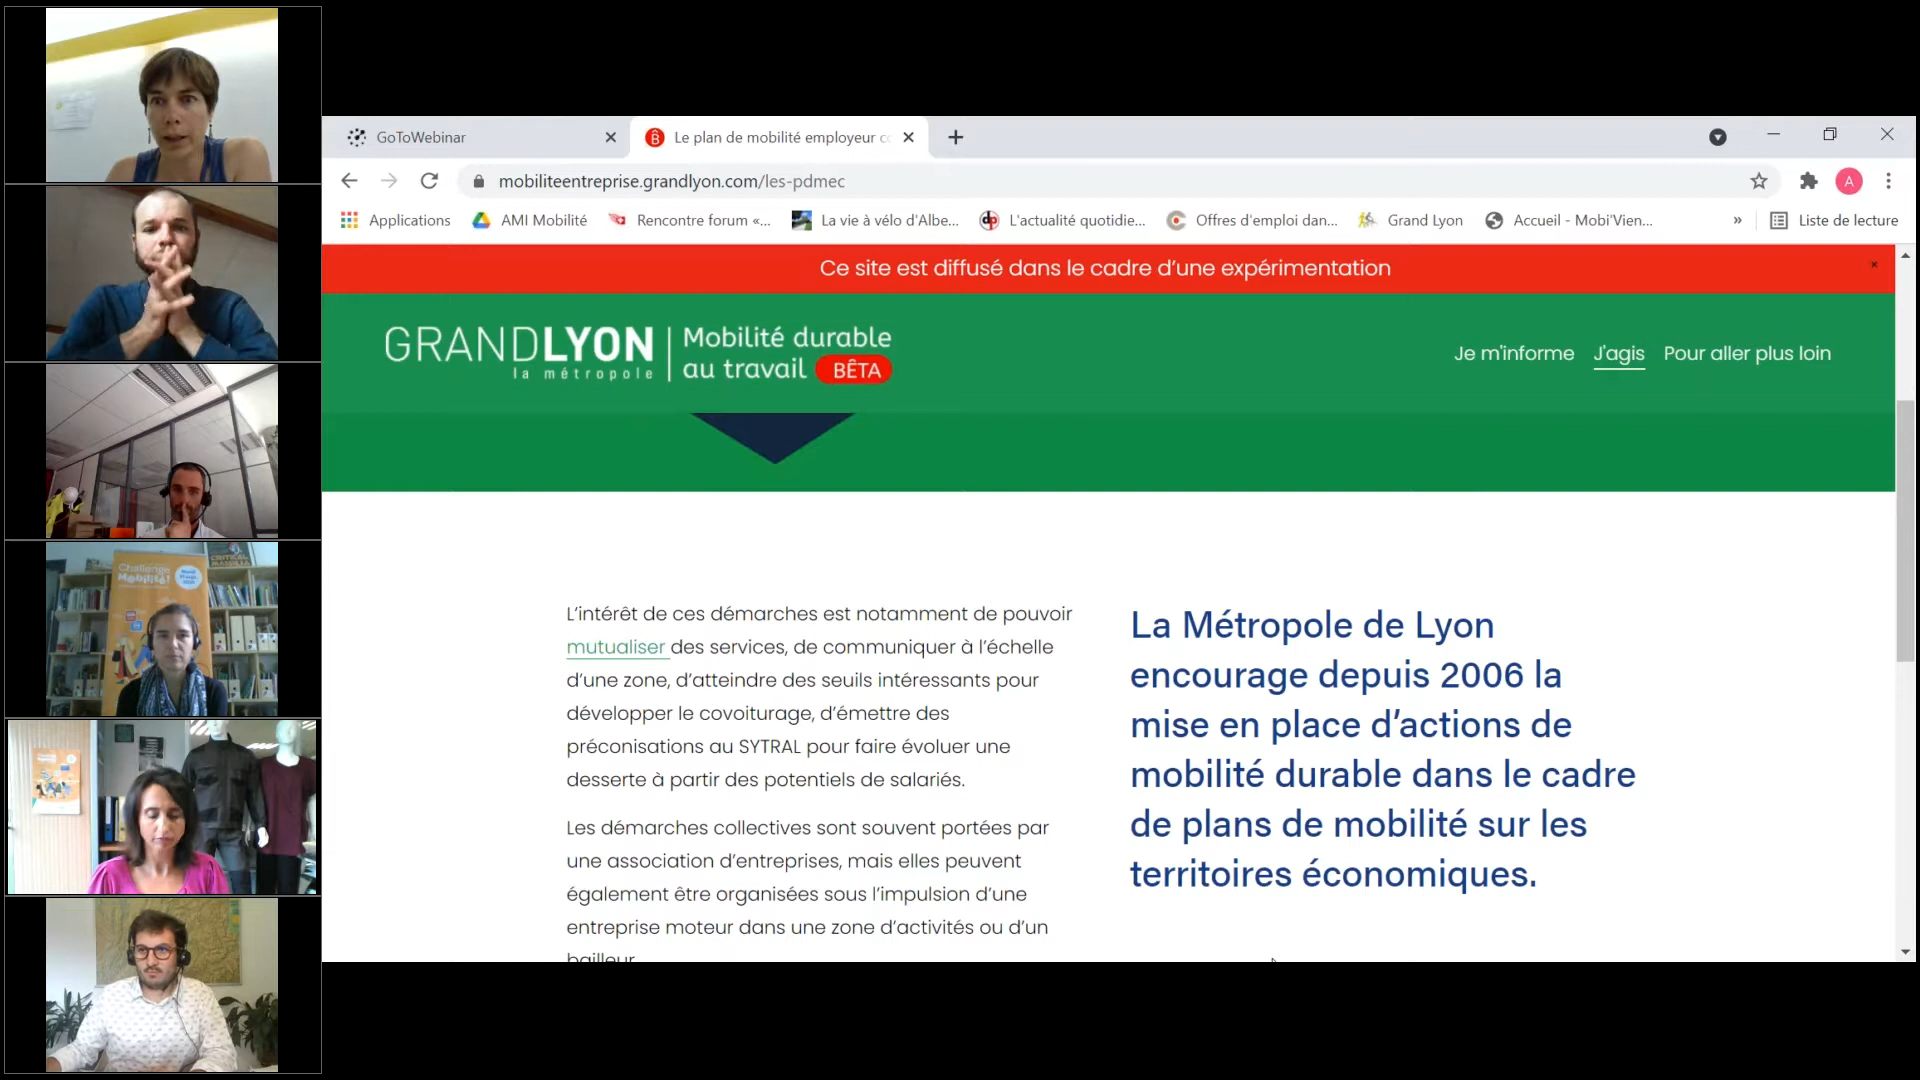 GoToWebinar
Le plan de mobilité employeur co
mobiliteentreprise.grandlyon.com/les-pdmec
A
Applications
AMI Mobilité
Rencontre forum «...
La vie à vélo d'Albe...
L'actualité quotidie...
Offres d'emploi dan...
Grand Lyon
Accueil - Mobi'Vien...
»
Liste de lecture
Ce site est diffusé dans le cadre d'une expérimentation
GRANDLYON
la métropole
Mobilité durable
au travail BÊTA
Je m'informe
J'agis
Pour aller plus loin
L'intérêt de ces démarches est notamment de pouvoir
mutualiser des services, de communiquer à l'échelle
d'une zone, d'atteindre des seuils intéressants pour
développer le covoiturage, d'émettre des
préconisations au SYTRAL pour faire évoluer une
desserte à partir des potentiels de salariés.
Les démarches collectives sont souvent portées par
une association d'entreprises, mais elles peuvent
également être organisées sous l'impulsion d'une
entreprise moteur dans une zone d'activités ou d'un
bailleur
La Métropole de Lyon
encourage depuis 2006 la
mise en place d'actions de
mobilité durable dans le cadre
de plans de mobilité sur les
territoires économiques.
Challenge
Mobilité!
CRITICAL